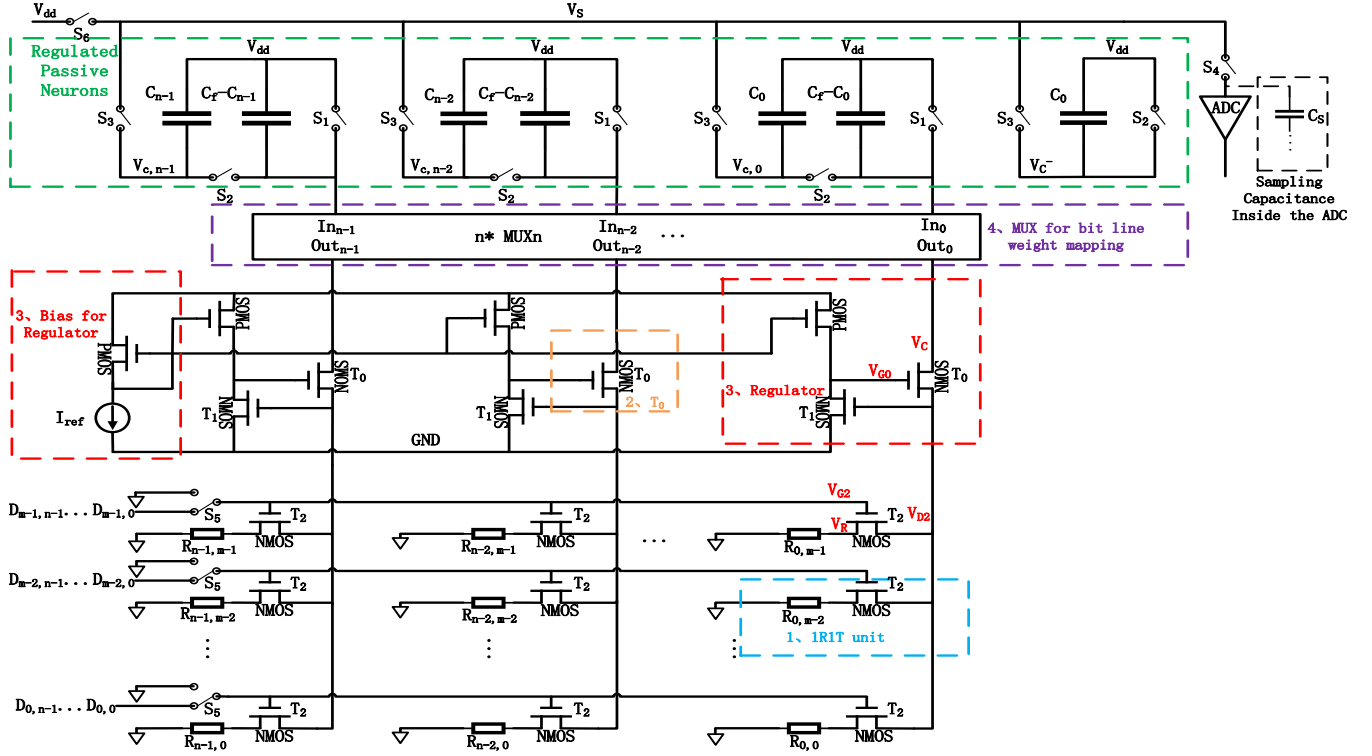 Vdd
S6
VS
Regulated
Passive
Neurons
Vdd
Vdd
Vdd
Vdd
S4
Cn-1
Cf-Cn-1
Cn-2
Cf-Cn-2
C0
Cf-C0
C0
S3
S1
S3
S1
S3
S1
S3
S2
ADC
CS
Vc,n-1
Vc,n-2
Vc,0
VC-
S2
S2
S2
Sampling
Capacitance
Inside the ADC
Inn-1
Outn-1
n* MUXn
Inn-2
Outn-2
...
In0
Out0
4、MUX for bit line
weight mapping
3、Bias for
Regulator
PMOS
PMOS
PMOS
PMOS
VC
NOMS
T0
NMOS
T0
VG0
NMOS
T0
2、T0
3、Regulator
T1
NMOS
T1
NMOS
T1
NMOS
Iref
GND
Dm-1,n-1...Dm-1,0
S5
T2
T2
VG2
T2
VD2
VR
Rn-1,m-1
NMOS
Rn-2,m-1
NMOS
...
R0,m-1
NMOS
Dm-2,n-1...Dm-2,0
S5
T2
T2
T2
Rn-1,m-2
NMOS
Rn-2,m-2
NMOS
R0,m-2
NMOS
1、1R1T unit
...
...
...
D0,n-1...D0,0
S5
T2
T2
T2
Rn-1,0
NMOS
Rn-2,0
NMOS
R0,0
NMOS